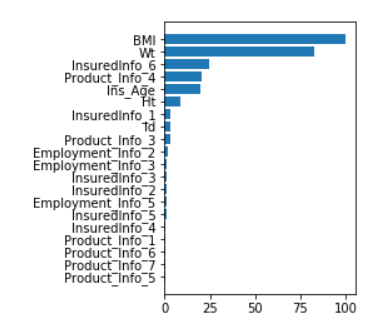 BMI
Wt
InsuredInfo_6
Product_Info_4
Ins_Age
Ht
InsuredInfo_1
Id
Product_Info_3
Employment_Info_2
Employment_Info_3
InsuredInfo_3
InsuredInfo_2
Employment_Info_5
InsuredInfo_5
InsuredInfo_4
Product_Info_1
Product_Info_6
Product_Info_7
Product_Info_5
0 25 50 75 100